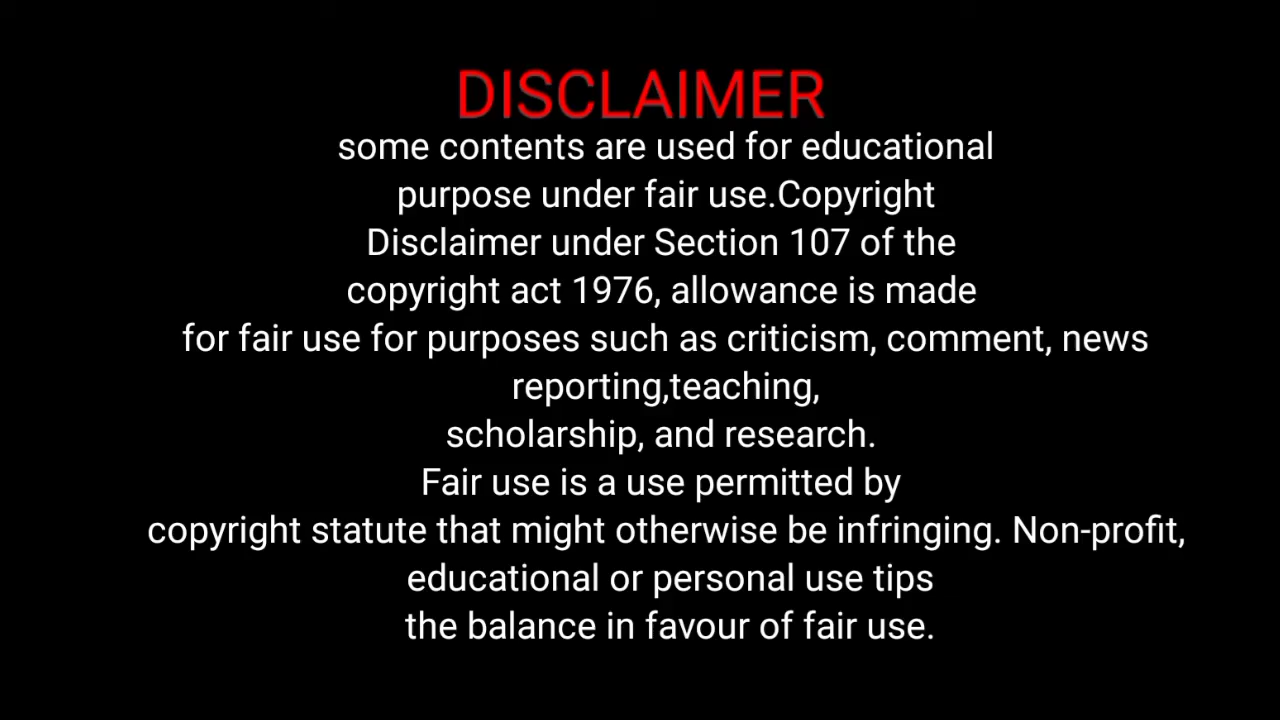 DISCLAIMER
some contents are used for educational
purpose under fair use.Copyright
Disclaimer under Section 107 of the
copyright act 1976, allowance is made
for fair use for purposes such as criticism, comment, news
reporting,teaching,
scholarship, and research.
Fair use is a use permitted by
copyright statute that might otherwise be infringing. Non-profit,
educational or personal use tips
the balance in favour of fair use.